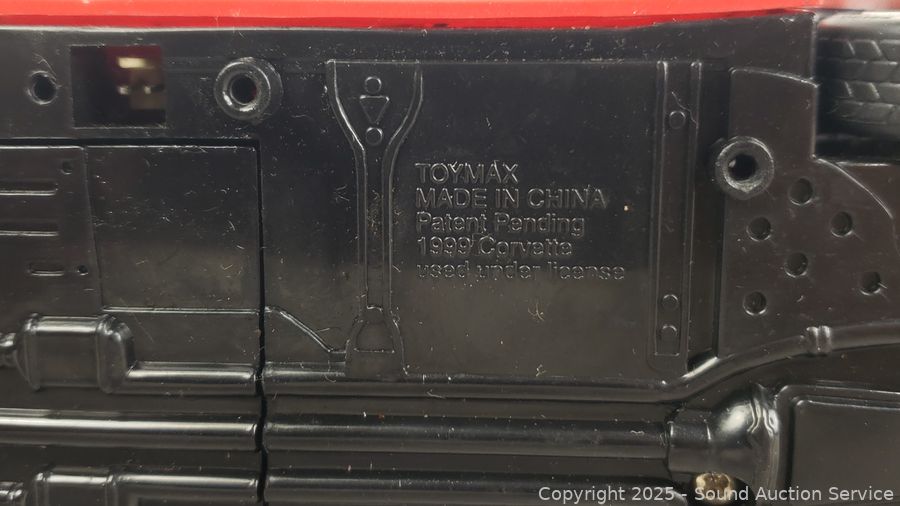 TOYMAX
MADE IN CHINA
Patent Pending
1999 Corvette
used under license
Copyright 2025 - Sound Auction Service